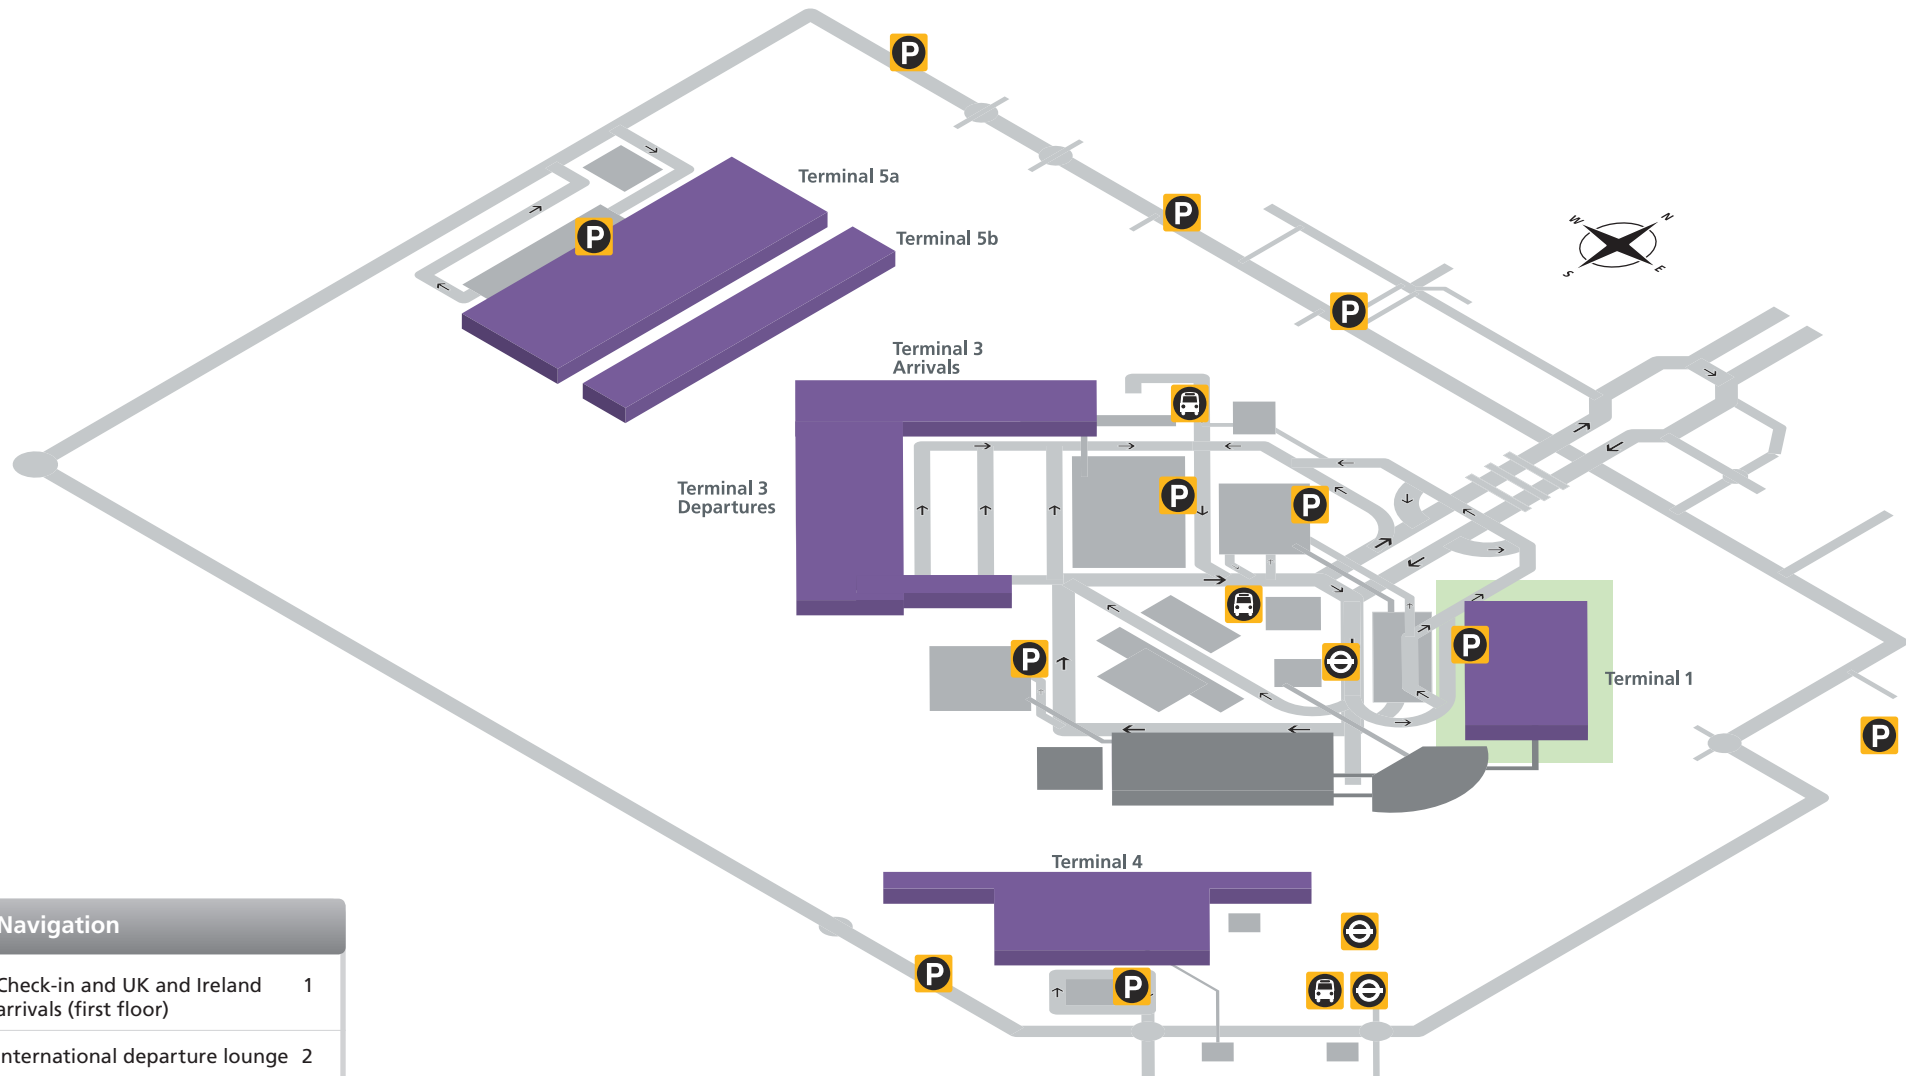 P
P
Terminal 5a
P
N
W
P
Terminal 5b
S
E
P
Terminal 3
Arrivals
Terminal 3
Departures
P
P
P
P
Terminal 1
P
Terminal 4
P
P
Navigation
Check-in and UK and Ireland 1
arrivals (first floor)
International departure lounge 2